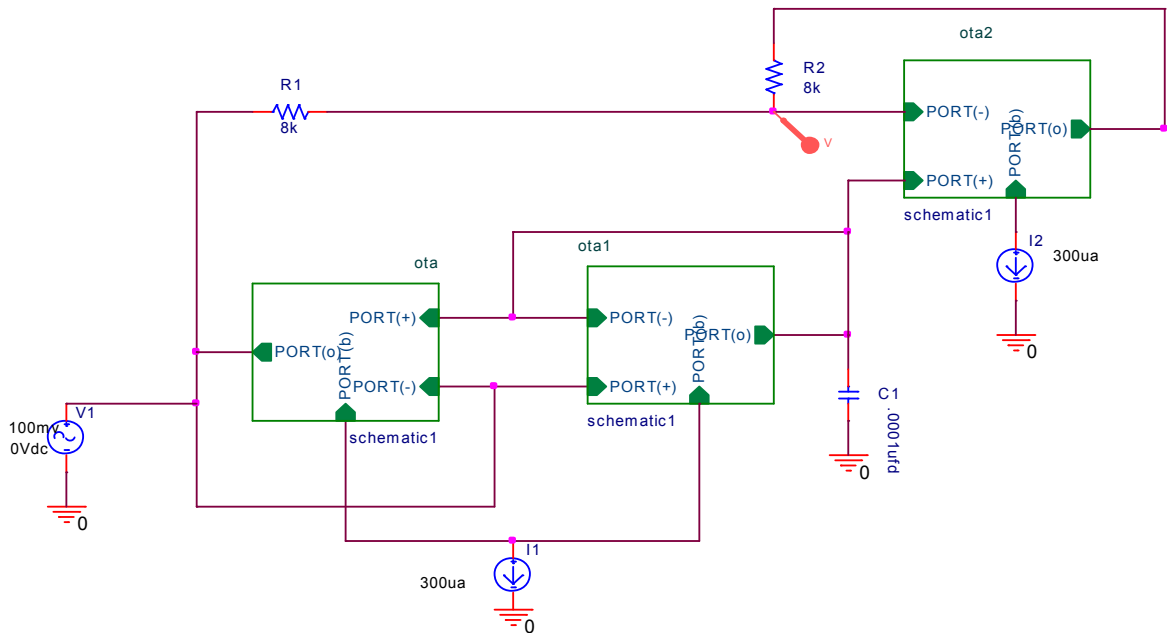 ota2
R2
8k
R1
8k
V
PORT(-)
PORT(o)
PORT(b)
PORT(+)
schematic1
I2
300ua
0
ota
ota1
PORT(+)
PORT(o)
PORT(b)
PORT(-)
schematic1
PORT(-)
PORT(o)
PORT(b)
PORT(+)
schematic1
C1
.0001ufd
0
V1
100mv
0Vdc
0
I1
300ua
0